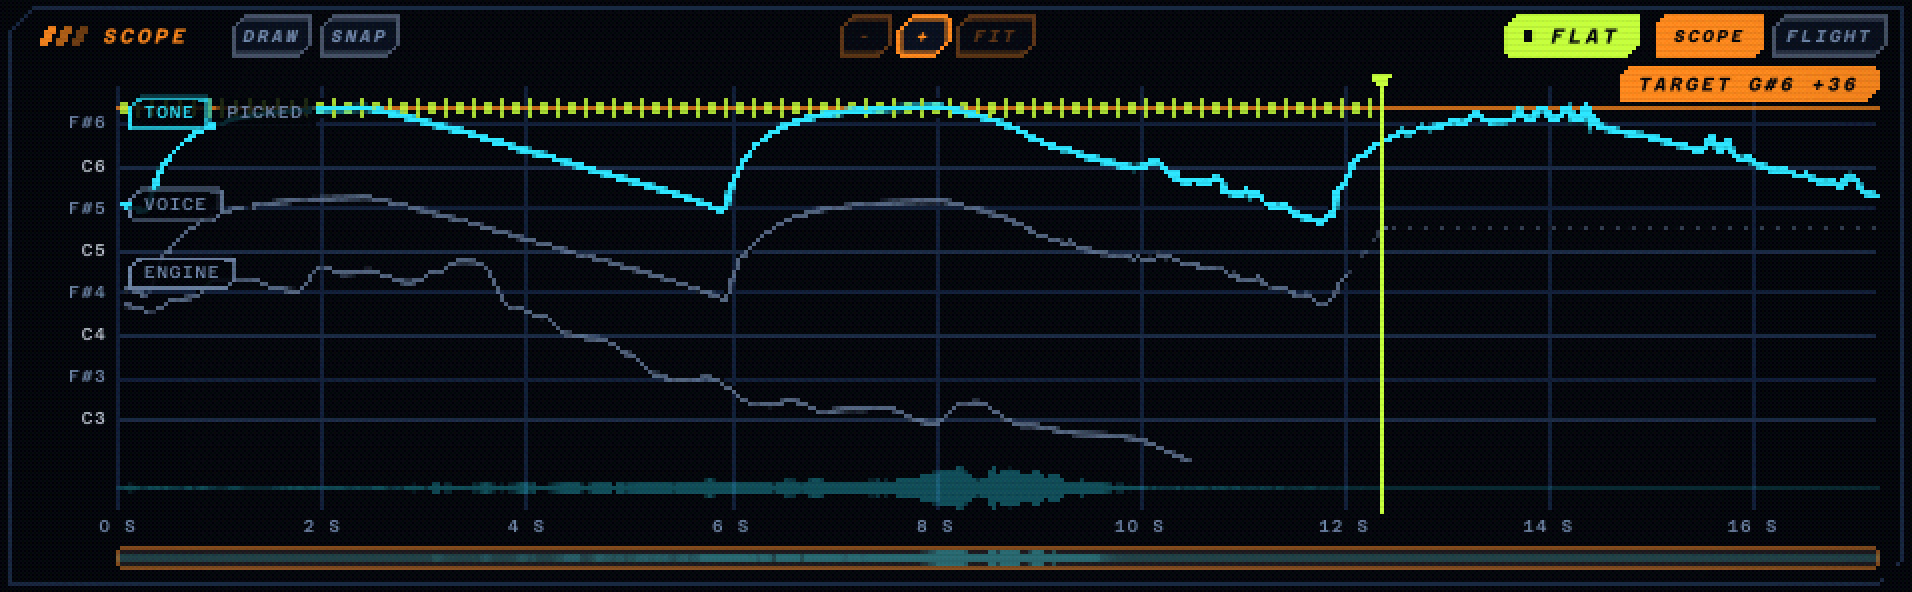 SCOPE DRAW SNAP - + FIT FLAT SCOPE FLIGHT
TARGET G#6 +36
TONE PICKED
F#6
C6
VOICE
F#5
C5
ENGINE
F#4
C4
F#3
C3
0 S 2 S 4 S 6 S 8 S 10 S 12 S 14 S 16 S